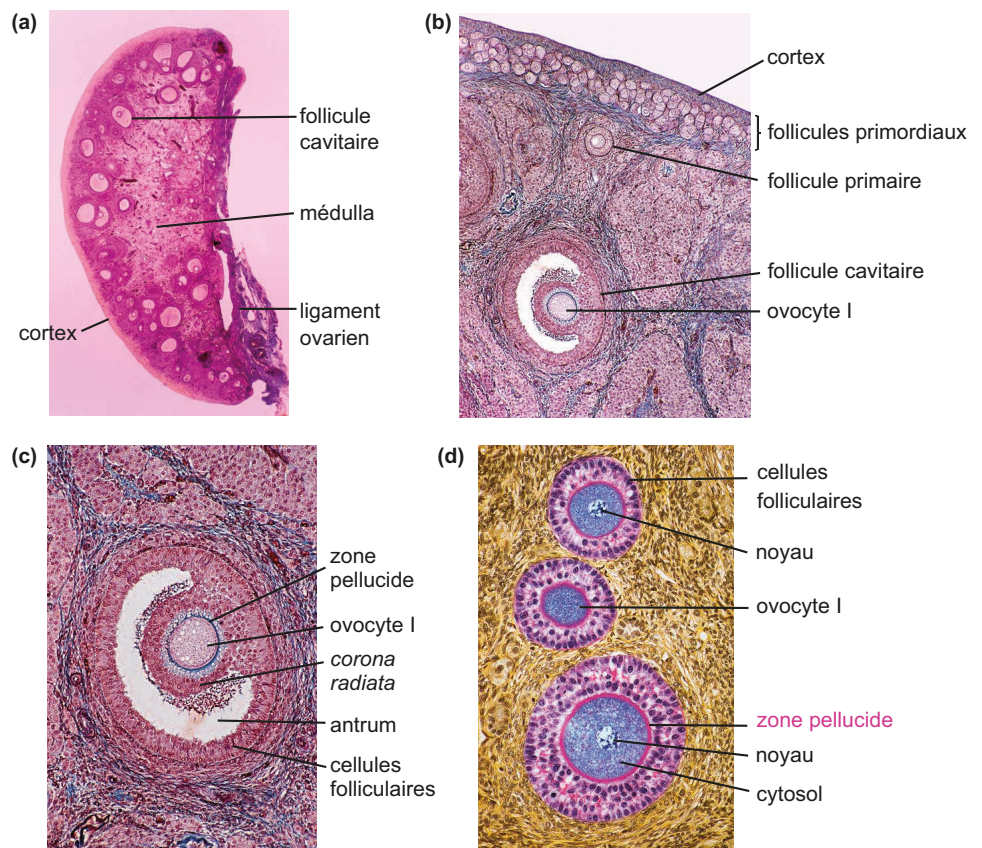 (a)
follicule
cavitaire
médulla
ligament
ovarien
cortex
(b)
cortex
follicules primordiaux
follicule primaire
follicule cavitaire
ovocyte I
(c)
zone
pellucide
ovocyte I
corona
radiata
antrum
cellules
folliculaires
(d)
cellules
folliculaires
noyau
ovocyte I
zone pellucide
noyau
cytosol